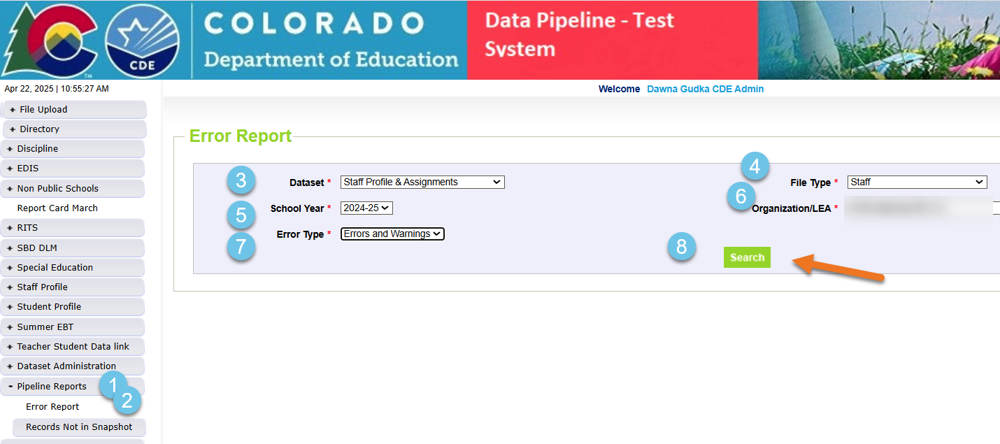 COLORADO
Department of Education
CDE
TM
Data Pipeline - Test
System
Apr 22, 2025 | 10:55:27 AM
Welcome Dawna Gudka CDE Admin
+ File Upload
+ Directory
+ Discipline
+ EDIS
+ Non Public Schools
Report Card March
+ RITS
+ SBD DLM
+ Special Education
+ Staff Profile
+ Student Profile
+ Summer EBT
+ Teacher Student Data link
+ Dataset Administration
- Pipeline Reports 1
2
Error Report
Records Not in Snapshot
Error Report
3 Dataset * Staff Profile & Assignments 4 File Type * Staff
5 School Year * 2024-25 6 Organization/LEA *
7 Error Type * Errors and Warnings
8 Search